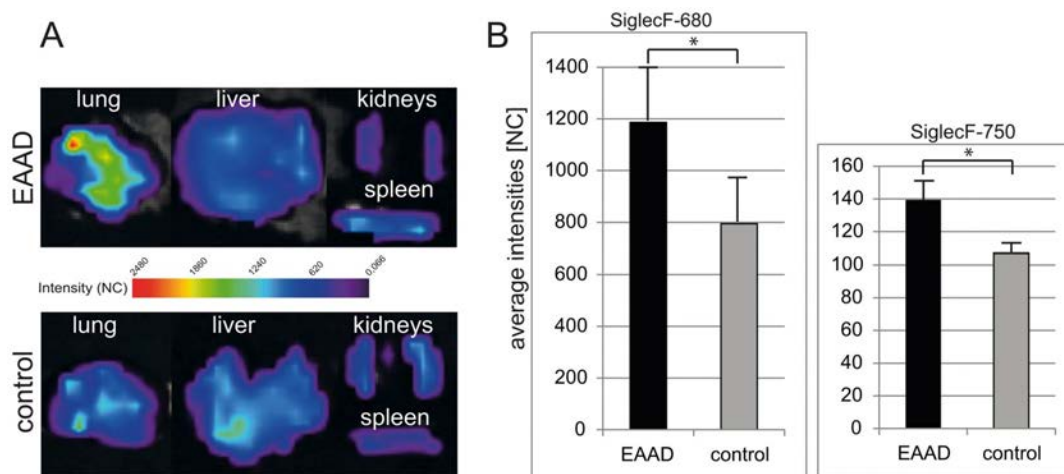 A
lung liver kidneys
EAAD
spleen
2480 1860 1240 620 0.066
Intensity (NC)
lung liver kidneys
control
spleen
B
SiglecF-680
*
average intensities [NC]
1400
1200
1000
800
600
400
200
0
EAAD control
SiglecF-750
*
160
140
120
100
80
60
40
20
0
EAAD control